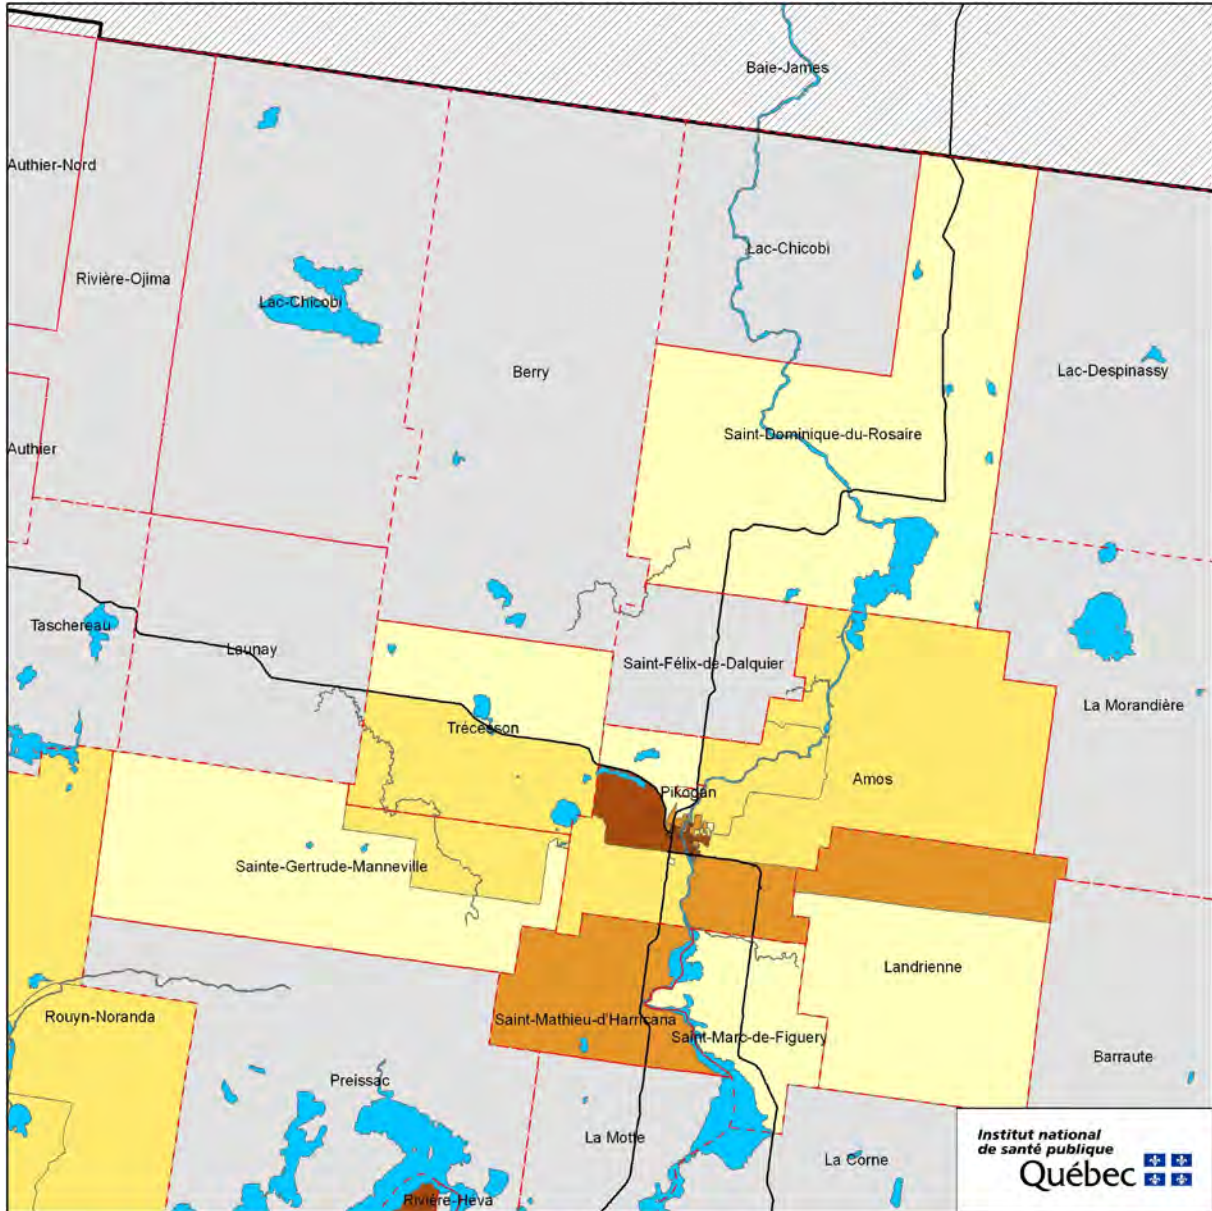 Baie-James
Authier-Nord
Lac-Chicobi
Rivière-Ojima
Lac-Chicobi
Berry
Lac-Despinassy
Saint-Dominique-du-Rosaire
Authier
Taschereau
Launay
Saint-Félix-de-Dalquier
La Morandière
Trécesson
Amos
Pikogan
Sainte-Gertrude-Manneville
Landrienne
Rouyn-Noranda
Saint-Mathieu-d'Harricana
Saint-Marc-de-Figuery
Barraute
Preissac
La Motte
La Corne
Rivière-Héva
Institut national
de santé publique
Québec